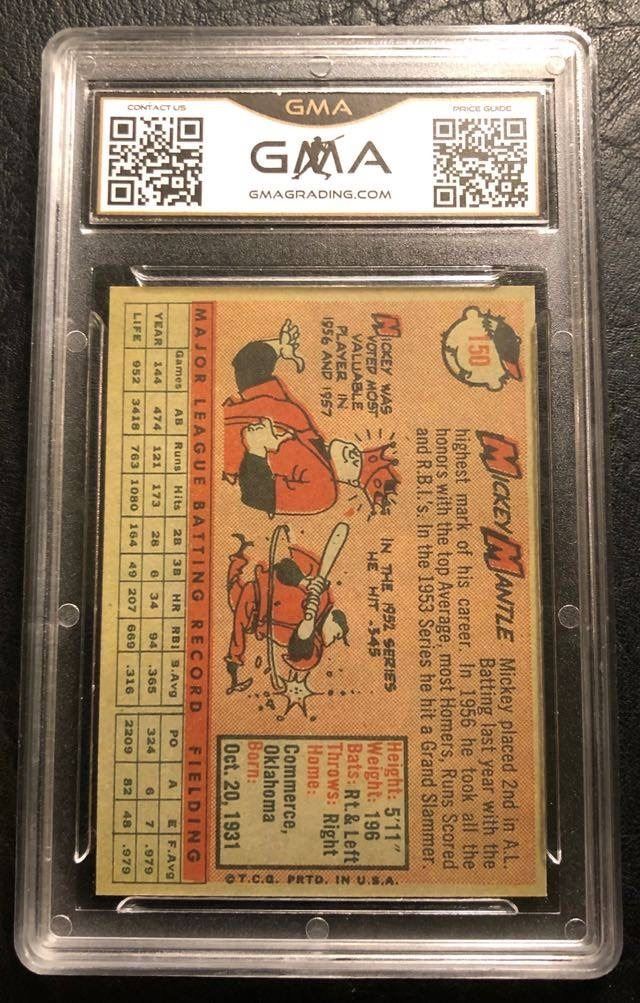 CONTACT US
GMA
PRICE GUIDE
GMA
GMAGRADING.COM
150
MICKEY MANTLE
Mickey placed 2nd in A.L.
Batting last year with the
highest mark of his career. In 1956 he took all the
honors with the top Average, most Homers, Runs Scored
and R.B.I.'s. In the 1953 Series he hit a Grand Slammer.
MICKEY WAS
VOTED MOST
VALUABLE
PLAYER IN
1956 AND 1957
IN THE 1952 SERIES
HE HIT .345
Height: 5'11"
Weight: 196
Bats: Rt. & Left
Throws: Right
Home:
Commerce,
Oklahoma
Born:
Oct. 20, 1931
MAJOR LEAGUE BATTING RECORD FIELDING
Games AB Runs Hits 2B 3B HR RBI B.Avg PO A E F.Avg
YEAR 144 474 121 173 28 6 34 94 .365 324 6 7 .979
LIFE 952 3418 763 1080 164 49 207 669 .316 2209 82 48 .979
©T.C.G. PRTD. IN U.S.A.